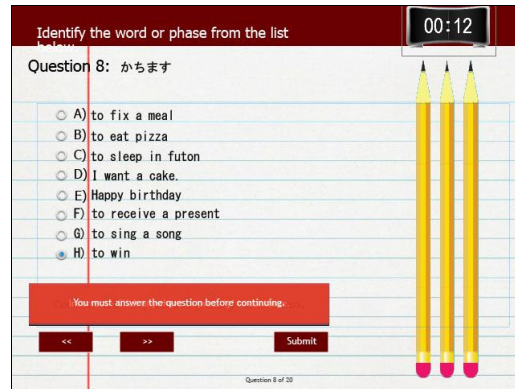 Identify the word or phase from the list
below
00:12
Question 8: かちます
A) to fix a meal
B) to eat pizza
C) to sleep in futon
D) I want a cake.
E) Happy birthday
F) to receive a present
G) to sing a song
H) to win
You must answer the question before continuing.
<< >> Submit
Question 8 of 20